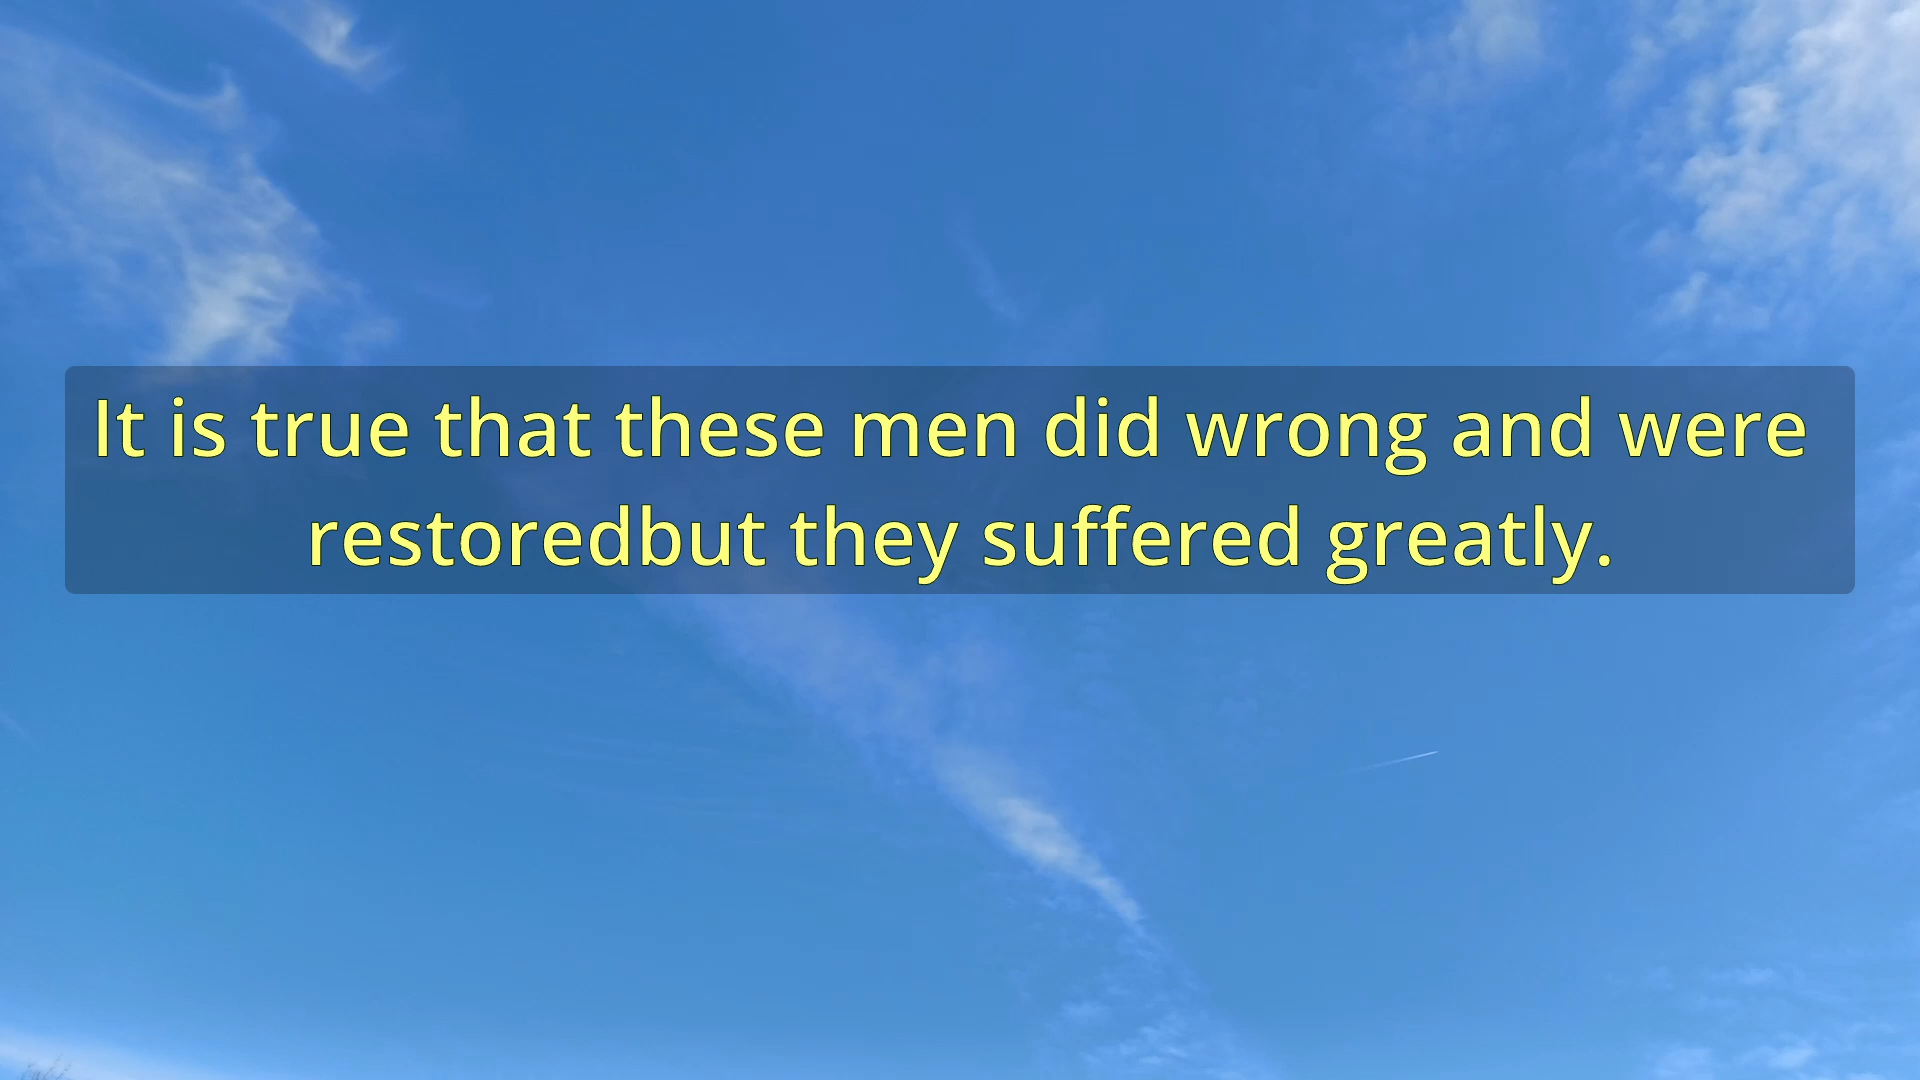 It is true that these men did wrong and were
restoredbut they suffered greatly.